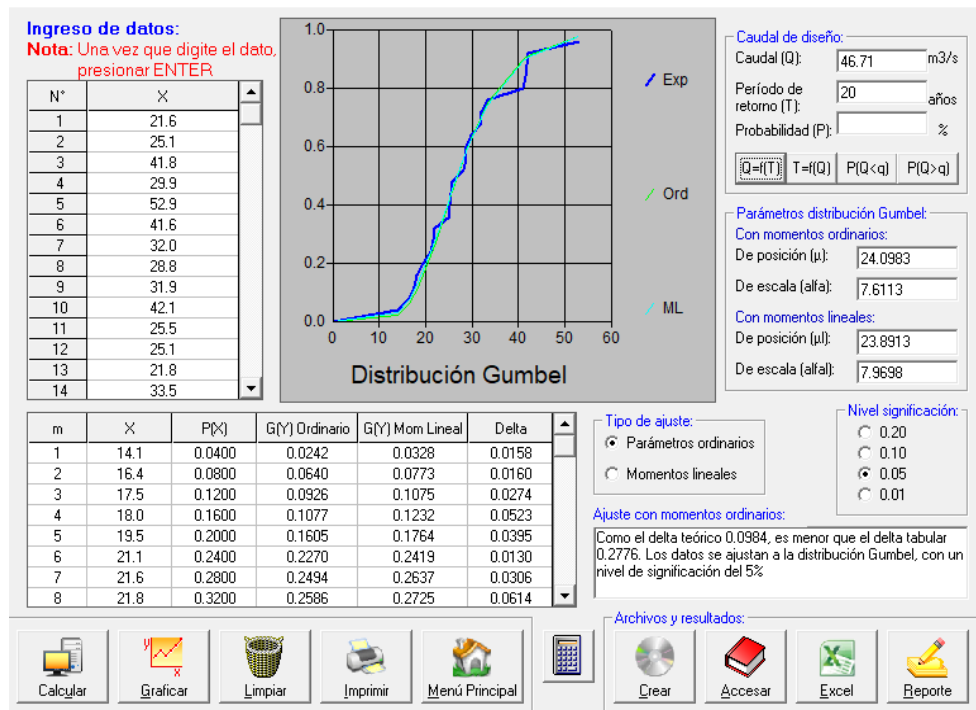 Ingreso de datos:
Nota: Una vez que digite el dato,
presionar ENTER
N° X
1 21.6
2 25.1
3 41.8
4 29.9
5 52.9
6 41.6
7 32.0
8 28.8
9 31.9
10 42.1
11 25.5
12 25.1
13 21.8
14 33.5
1.0
0.8
0.6
0.4
0.2
0.0
0 10 20 30 40 50 60
Exp
Ord
ML
Distribución Gumbel
Caudal de diseño:
Caudal (Q): 46.71 m3/s
Período de
retorno (T): 20 años
Probabilidad (P): %
Q=f(T) T=f(Q) P(Q<q) P(Q>q)
Parámetros distribución Gumbel:
Con momentos ordinarios:
De posición (µ): 24.0983
De escala (alfa): 7.6113
Con momentos lineales:
De posición (µl): 23.8913
De escala (alfal): 7.9698
m X P(X) G(Y) Ordinario G(Y) Mom Lineal Delta
1 14.1 0.0400 0.0242 0.0328 0.0158
2 16.4 0.0800 0.0640 0.0773 0.0160
3 17.5 0.1200 0.0926 0.1075 0.0274
4 18.0 0.1600 0.1077 0.1232 0.0523
5 19.5 0.2000 0.1605 0.1764 0.0395
6 21.1 0.2400 0.2270 0.2419 0.0130
7 21.6 0.2800 0.2494 0.2637 0.0306
8 21.8 0.3200 0.2586 0.2725 0.0614
Tipo de ajuste:
Parámetros ordinarios
Momentos lineales
Nivel significación:
0.20
0.10
0.05
0.01
Ajuste con momentos ordinarios:
Como el delta teórico 0.0984, es menor que el delta tabular
0.2776. Los datos se ajustan a la distribución Gumbel, con un
nivel de significación del 5%
Archivos y resultados:
y
x
Calcular Graficar Limpiar Imprimir Menú Principal Crear Accesar Excel Reporte